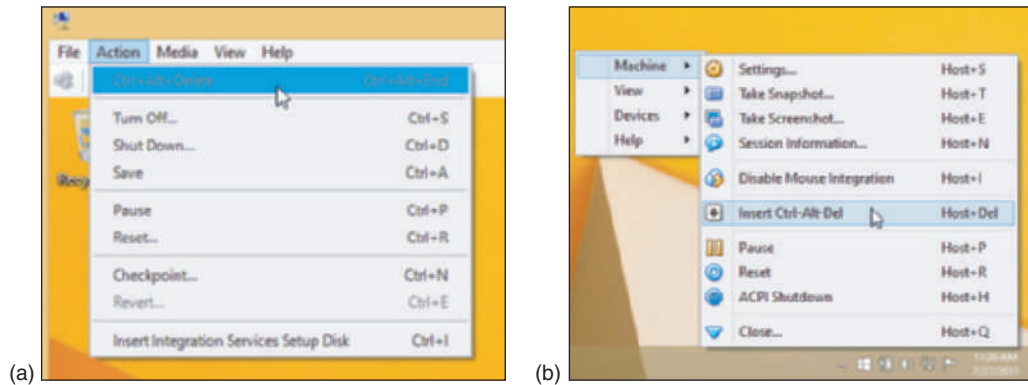 File Action Media View Help
Ctrl+Alt+Delete Ctrl+Alt+End
Turn Off... Ctrl+S
Shut Down... Ctrl+D
Save Ctrl+A
Pause Ctrl+P
Reset... Ctrl+R
Checkpoint... Ctrl+N
Revert... Ctrl+E
Insert Integration Services Setup Disk Ctrl+I
Recy
(a)
Machine
View
Devices
Help
Settings... Host+S
Take Snapshot... Host+T
Take Screenshot... Host+E
Session Information... Host+N
Disable Mouse Integration Host+I
Insert Ctrl-Alt-Del Host+Del
Pause Host+P
Reset Host+R
ACPI Shutdown Host+H
Close... Host+Q
(b)